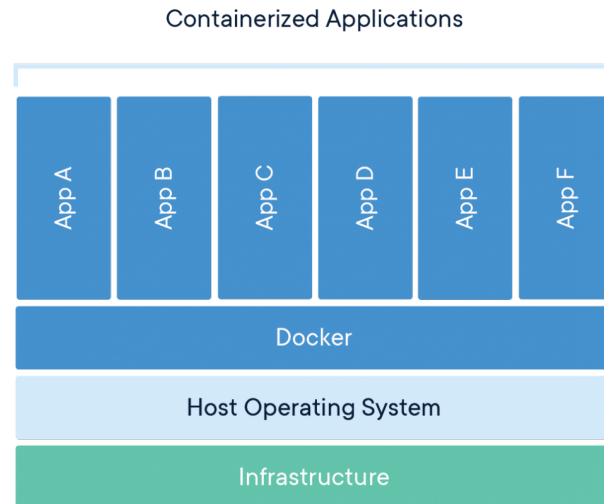 Containerized Applications
App A
App B
App C
App D
App E
App F
Docker
Host Operating System
Infrastructure